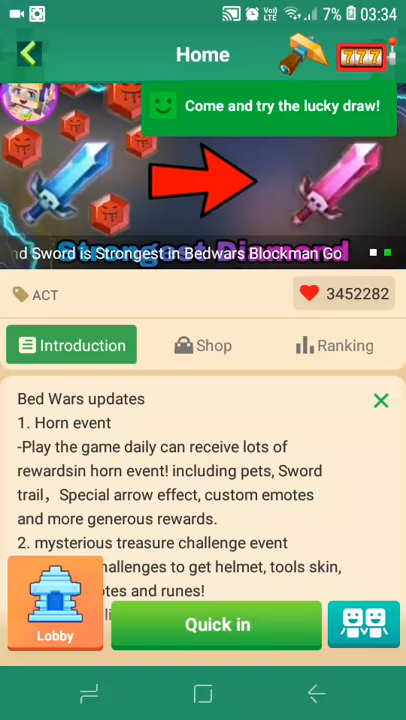 7% 03:34
Home
777
Come and try the lucky draw!
d Sword is Strongest in Bedwars Blockman Go
Strongest Diamond
ACT
3452282
Introduction Shop Ranking
Bed Wars updates
1. Horn event
-Play the game daily can receive lots of
rewardsin horn event! including pets, Sword
trail，Special arrow effect, custom emotes
and more generous rewards.
2. mysterious treasure challenge event
hallenges to get helmet, tools skin,
otes and runes!
Lobby
Quick in